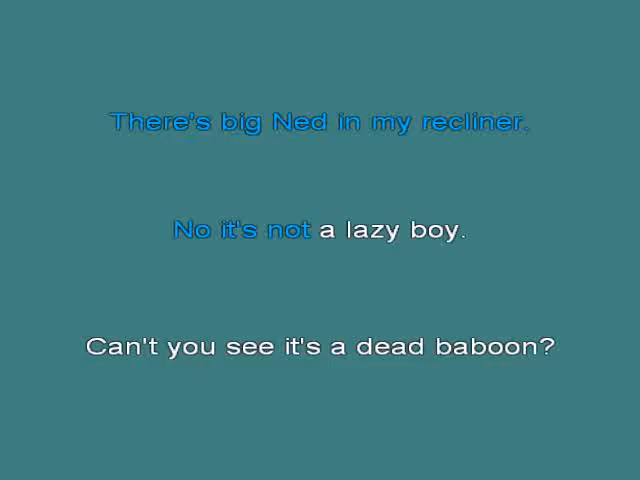 There's big Ned in my recliner.
No it's not a lazy boy.
Can't you see it's a dead baboon?